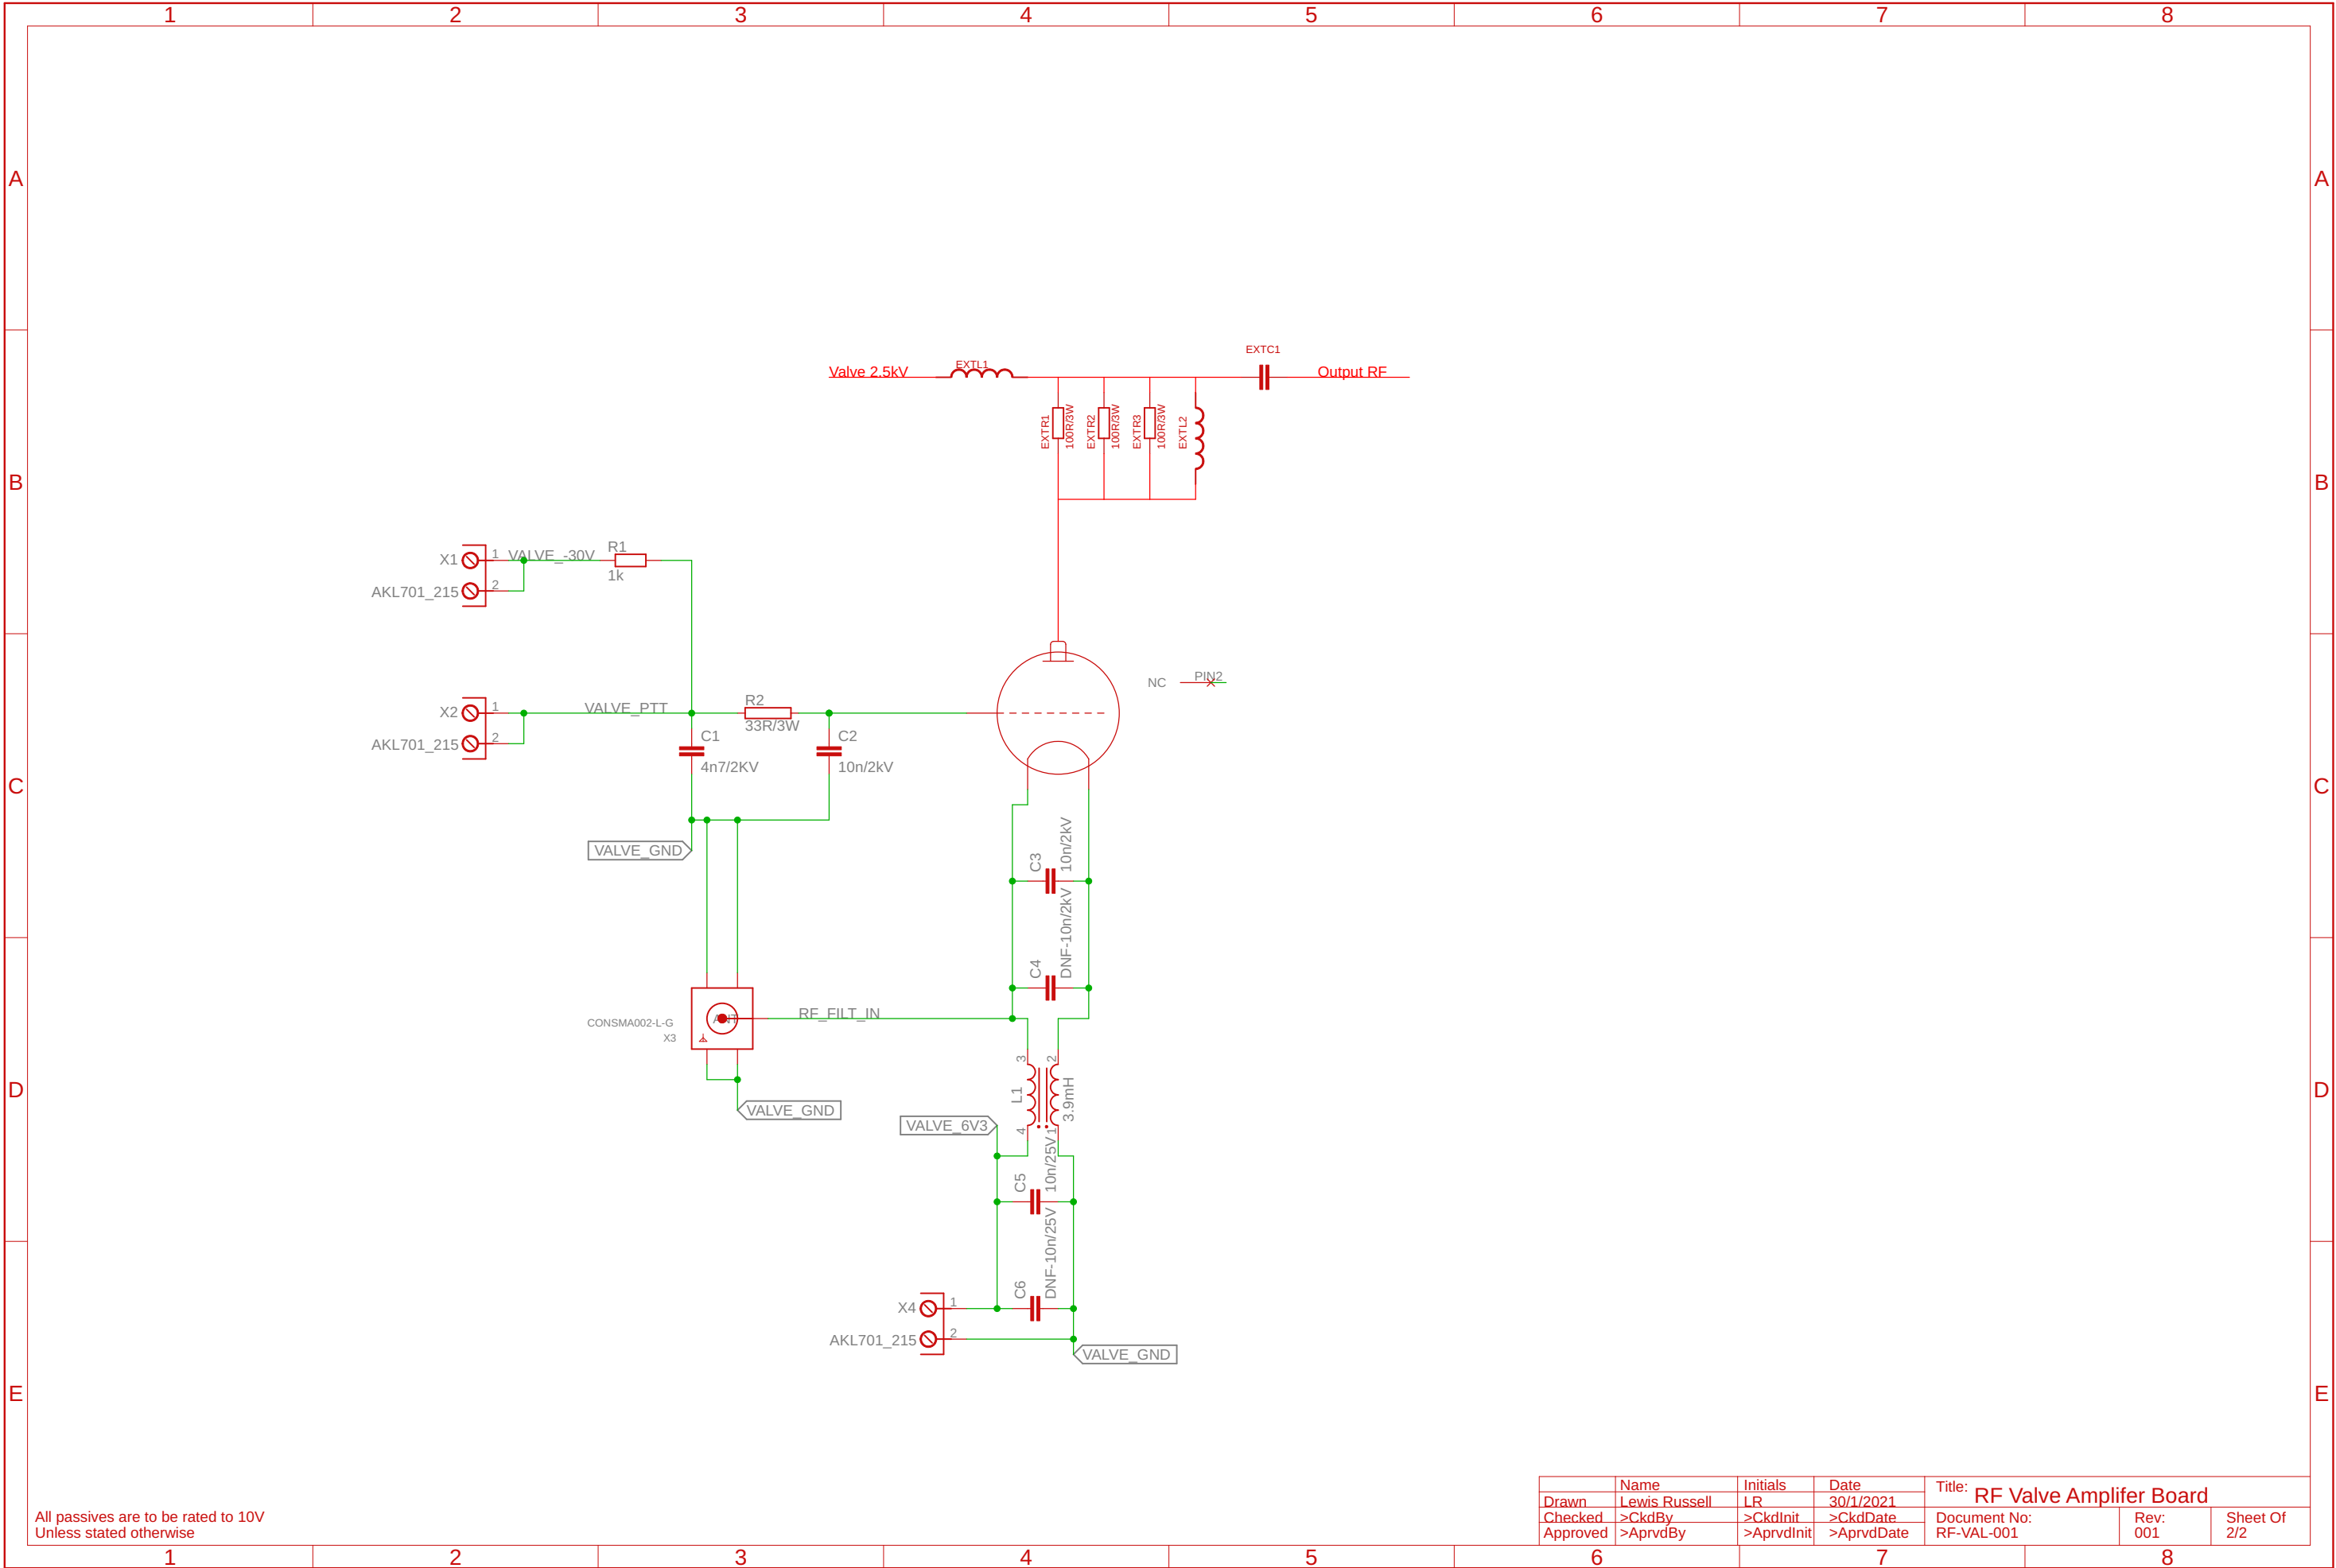 1 2 3 4 5 6 7 8
A A
EXTC1
Valve 2.5kV EXTL1 Output RF
EXTR1 100R/3W EXTR2 100R/3W EXTR3 100R/3W EXTL2
B B
X1 1 VALVE_-30V R1
AKL701_215 2 1k
NC PIN2
X2 1 VALVE_PTT R2
33R/3W
AKL701_215 2 C1 C2
4n7/2KV 10n/2kV
C C
VALVE_GND
C3 10n/2kV
C4 DNF-10n/2kV
RF_FILT_IN
ANT
CONSMA002-L-G
X3
3 2
D D
L1 3.9mH
VALVE_GND
VALVE_6V3
4 1
C5 10n/25V
C6 DNF-10n/25V
X4 1
AKL701_215 2
VALVE_GND
E E
All passives are to be rated to 10V
Unless stated otherwise
Name Initials Date
Drawn Lewis Russell LR 30/1/2021
Checked >CkdBy >CkdInit >CkdDate
Approved >AprvdBy >AprvdInit >AprvdDate
Title: RF Valve Amplifer Board
Document No: Rev: Sheet Of
RF-VAL-001 001 2/2
1 2 3 4 5 6 7 8